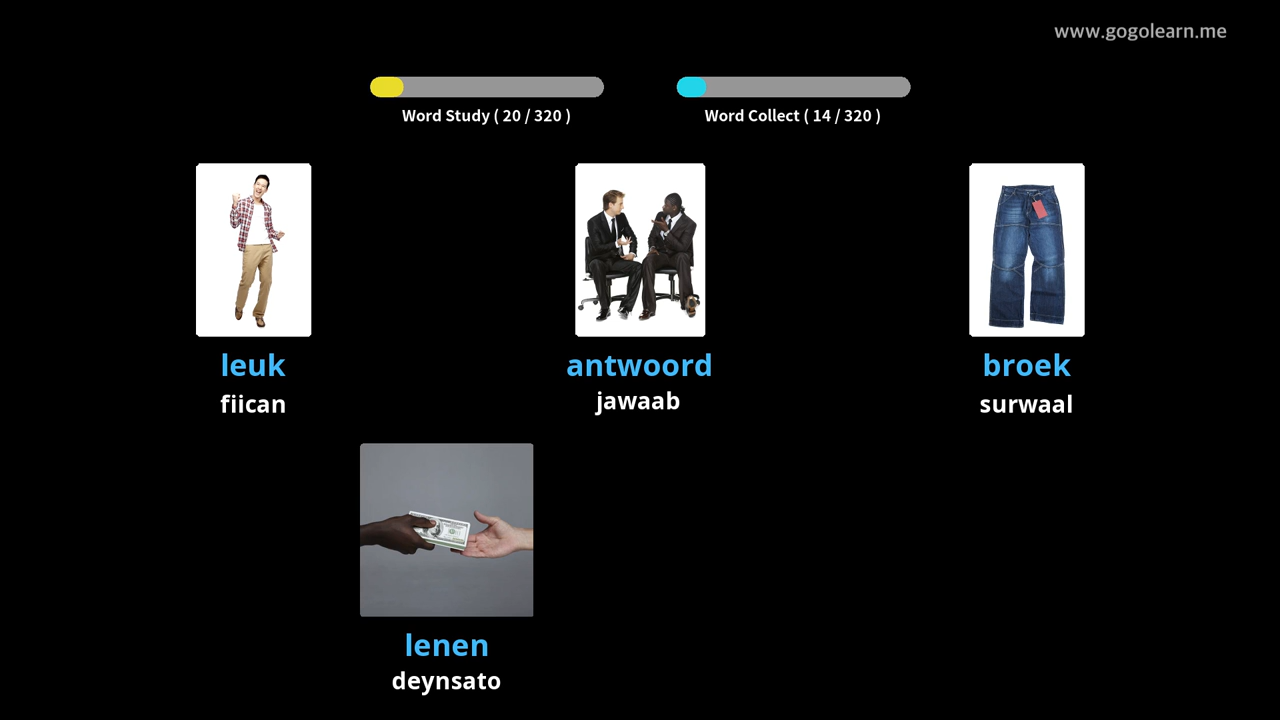 www.gogolearn.me
Word Study ( 20 / 320 )
Word Collect ( 14 / 320 )
leuk
fiican
antwoord
jawaab
broek
surwaal
lenen
deynsato